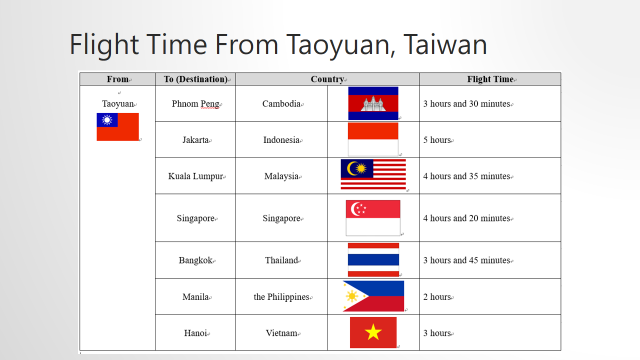 Flight Time From Taoyuan, Taiwan
From To (Destination) Country Flight Time
Taoyuan Phnom Peng Cambodia 3 hours and 30 minutes
Jakarta Indonesia 5 hours
Kuala Lumpur Malaysia 4 hours and 35 minutes
Singapore Singapore 4 hours and 20 minutes
Bangkok Thailand 3 hours and 45 minutes
Manila the Philippines 2 hours
Hanoi Vietnam 3 hours